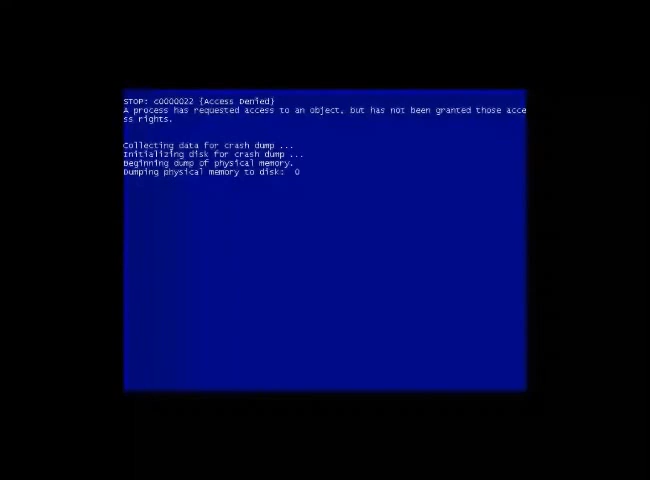 STOP: c0000022 {Access Denied}
A process has requested access to an object, but has not been granted those acce
ss rights.
Collecting data for crash dump ...
Initializing disk for crash dump ...
Beginning dump of physical memory.
Dumping physical memory to disk:  0